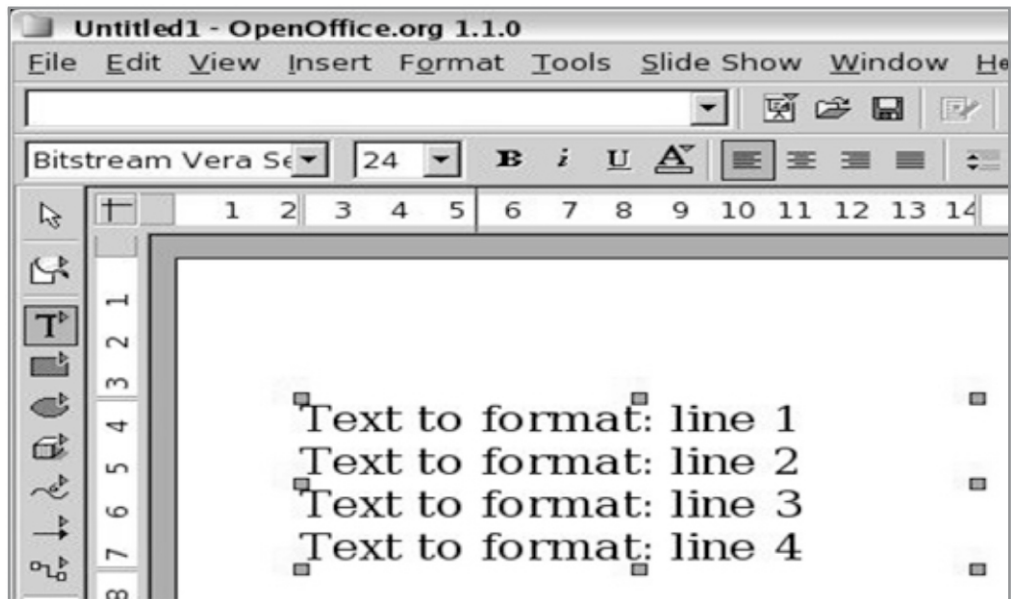 Untitled1 - OpenOffice.org 1.1.0
File Edit View Insert Format Tools Slide Show Window He
Bitstream Vera Se 24 B i U A
1 2 3 4 5 6 7 8 9 10 11 12 13 14
T
1
2
3
4
5
6
7
8
Text to format: line 1
Text to format: line 2
Text to format: line 3
Text to format: line 4